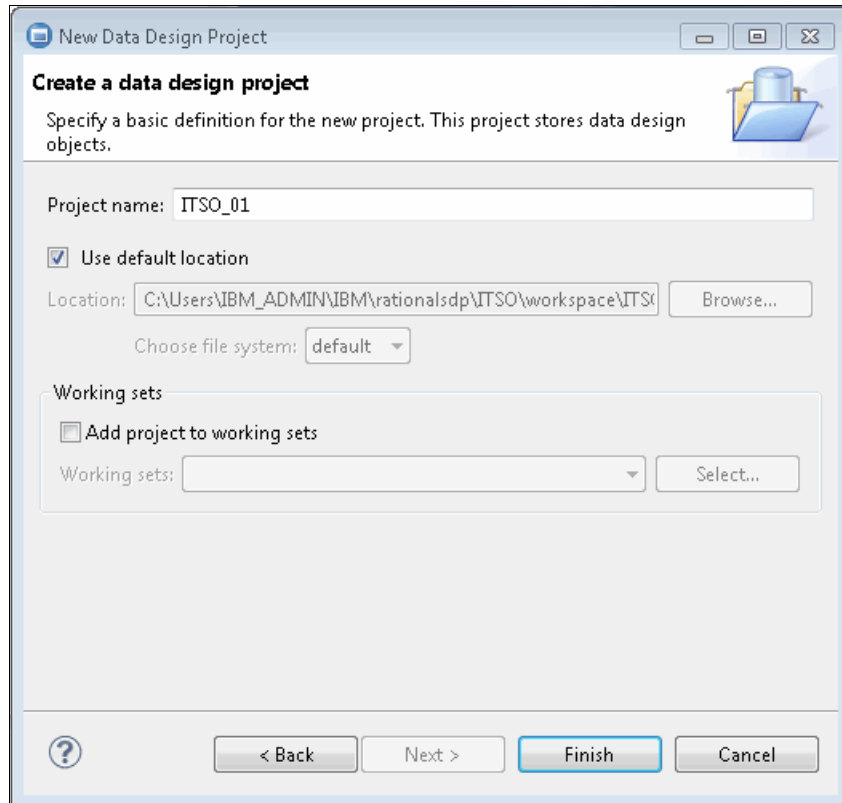 New Data Design Project
Create a data design project
Specify a basic definition for the new project. This project stores data design
objects.
Project name: ITSO_01
Use default location
Location: C:\Users\IBM_ADMIN\IBM\rationalsdp\ITSO\workspace\ITSO Browse...
Choose file system: default
Working sets
Add project to working sets
Working sets: Select...
? < Back Next > Finish Cancel